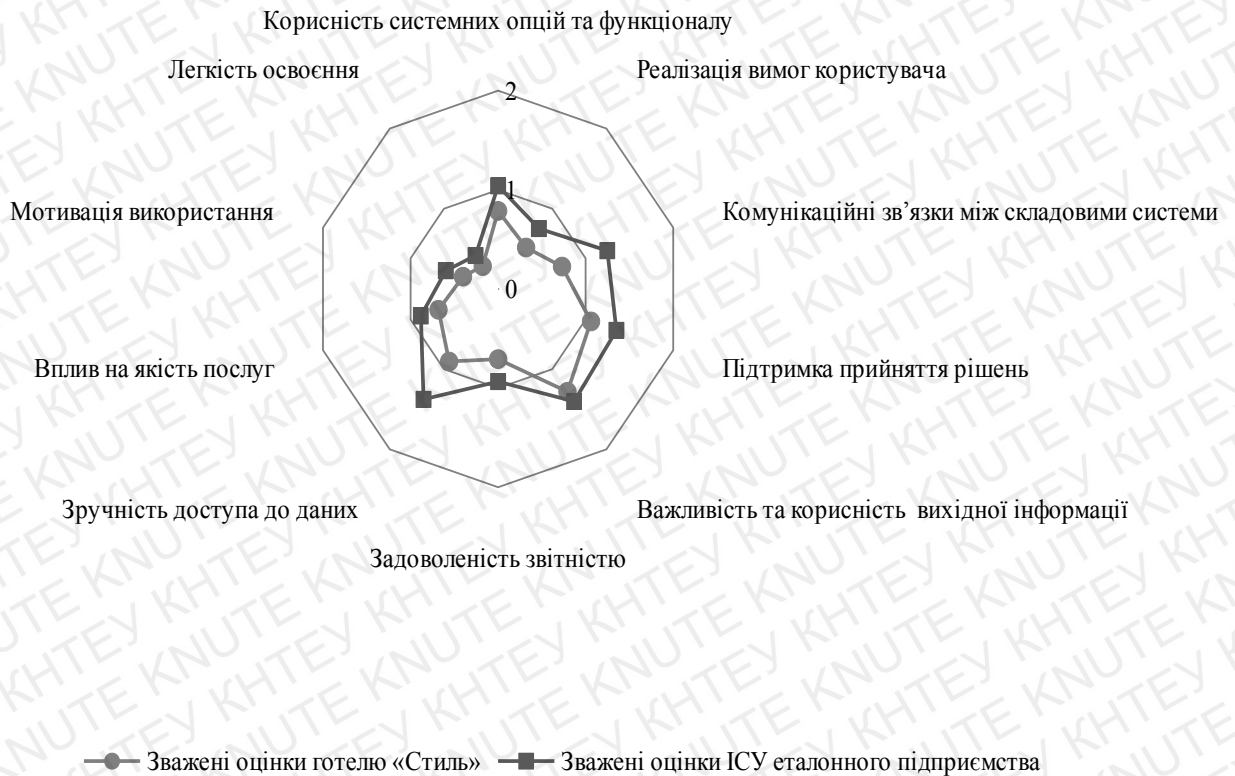 Корисність системних опцій та функціоналу
Легкість освоєння
Реалізація вимог користувача
2
Мотивація використання
1
Комунікаційні зв’язки між складовими системи
0
Вплив на якість послуг
Підтримка прийняття рішень
Зручність доступа до даних
Важливість та корисність вихідної інформації
Задоволеність звітністю
Зважені оцінки готелю «Стиль»
Зважені оцінки ІСУ еталонного підприємства
KNUTE КНТЕУ